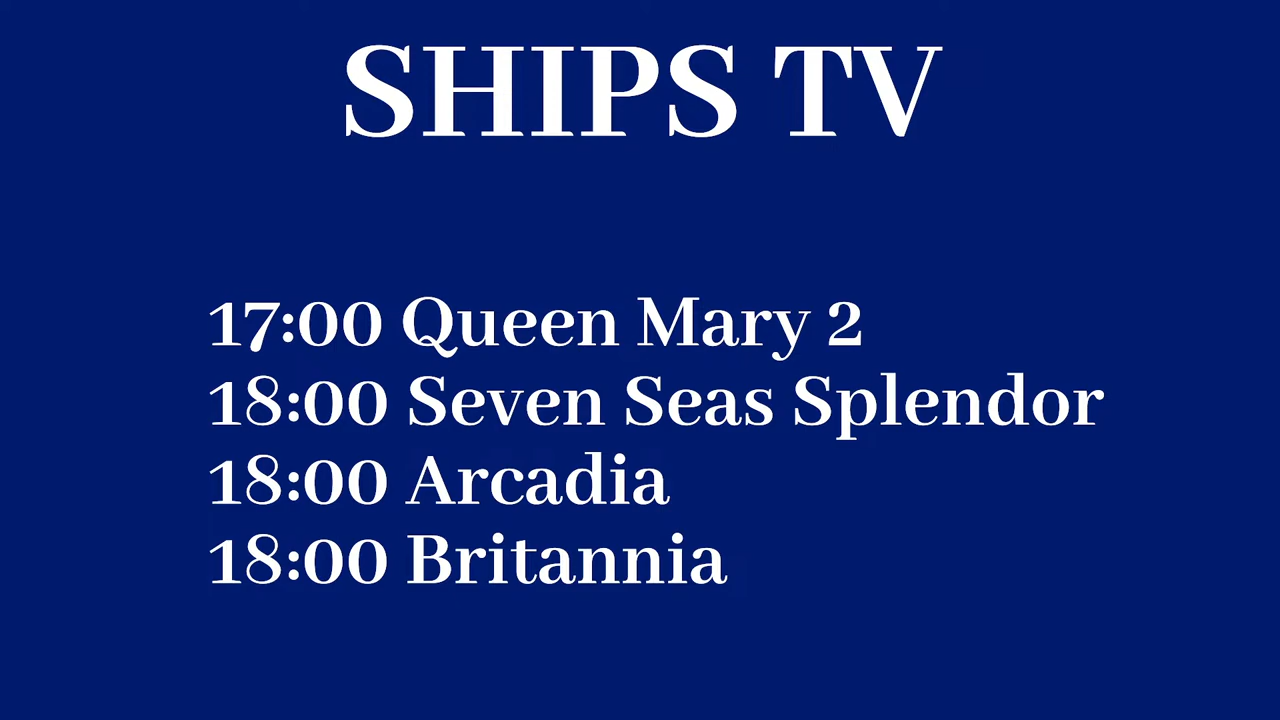 SHIPS TV
17:00 Queen Mary 2
18:00 Seven Seas Splendor
18:00 Arcadia
18:00 Britannia